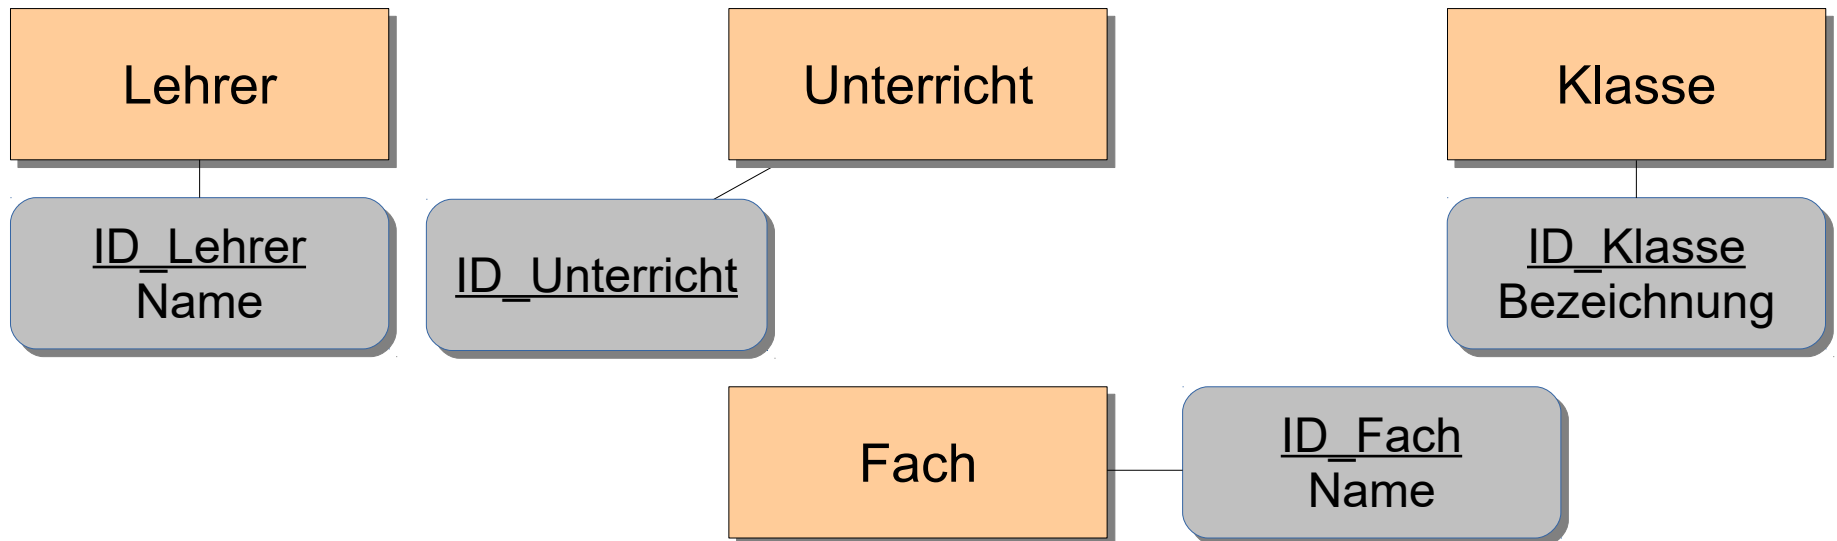 Lehrer
Unterricht
Klasse
ID_Lehrer
Name
ID_Unterricht
ID_Klasse
Bezeichnung
Fach
ID_Fach
Name